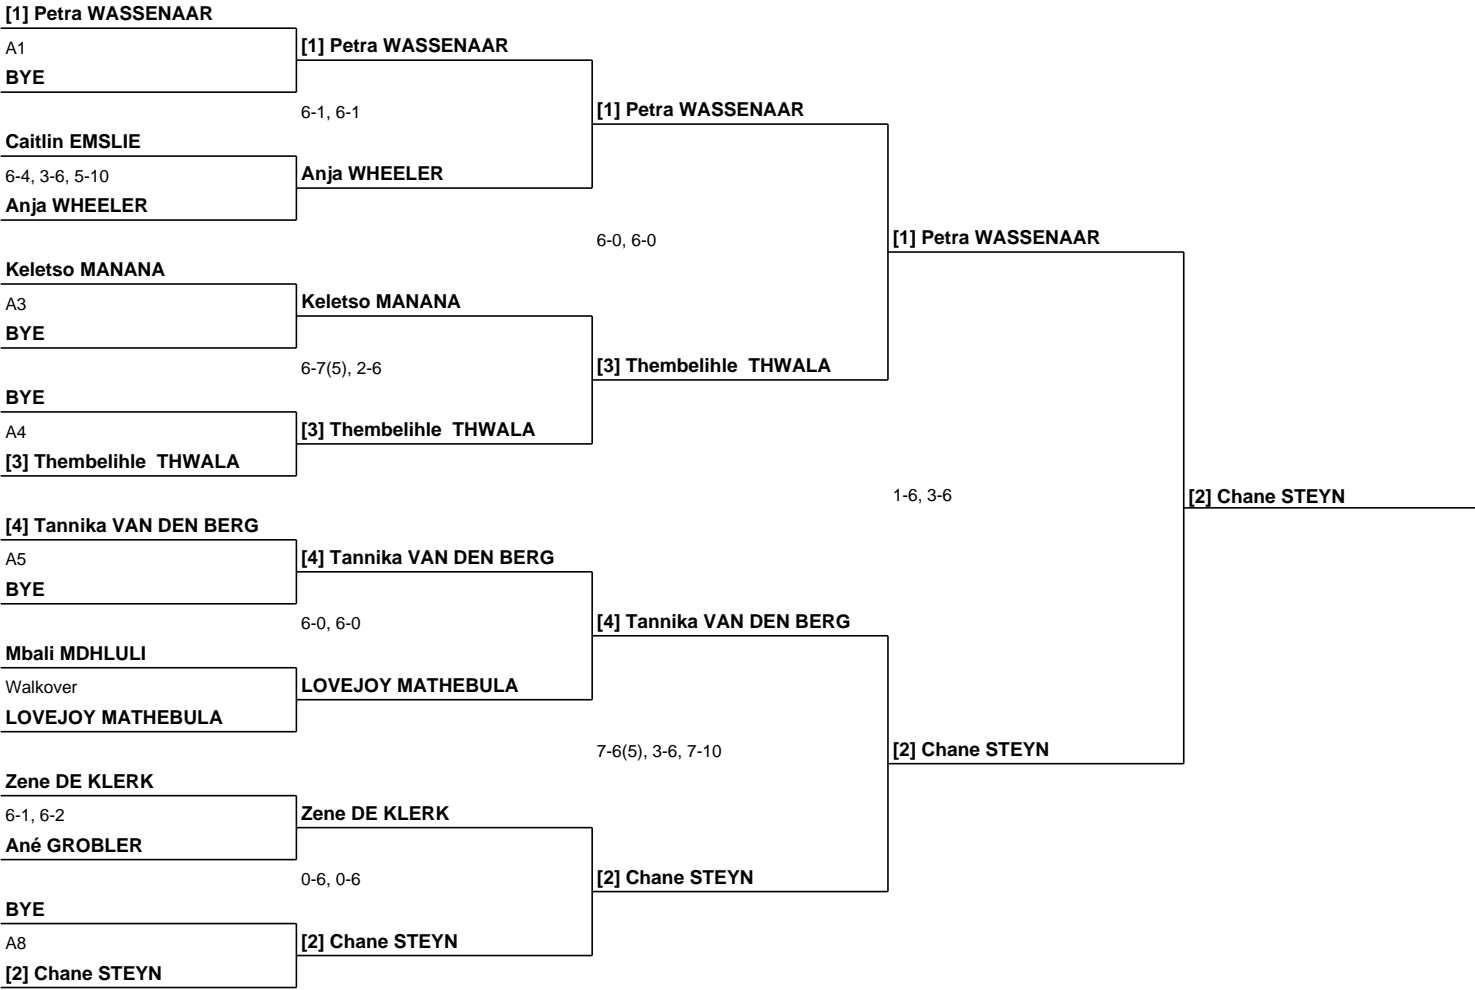 [1] Petra WASSENAAR
A1
BYE
Caitlin EMSLIE
6-4, 3-6, 5-10
Anja WHEELER
Keletso MANANA
A3
BYE
BYE
A4
[3] Thembelihle  THWALA
[4] Tannika VAN DEN BERG
A5
BYE
Mbali MDHLULI
Walkover
LOVEJOY MATHEBULA
Zene DE KLERK
6-1, 6-2
Ané GROBLER
BYE
A8
[2] Chane STEYN
[1] Petra WASSENAAR
6-1, 6-1
Anja WHEELER
Keletso MANANA
6-7(5), 2-6
[3] Thembelihle  THWALA
[4] Tannika VAN DEN BERG
6-0, 6-0
LOVEJOY MATHEBULA
Zene DE KLERK
0-6, 0-6
[2] Chane STEYN
[1] Petra WASSENAAR
6-0, 6-0
[3] Thembelihle  THWALA
[4] Tannika VAN DEN BERG
7-6(5), 3-6, 7-10
[2] Chane STEYN
[1] Petra WASSENAAR
1-6, 3-6
[2] Chane STEYN
[2] Chane STEYN